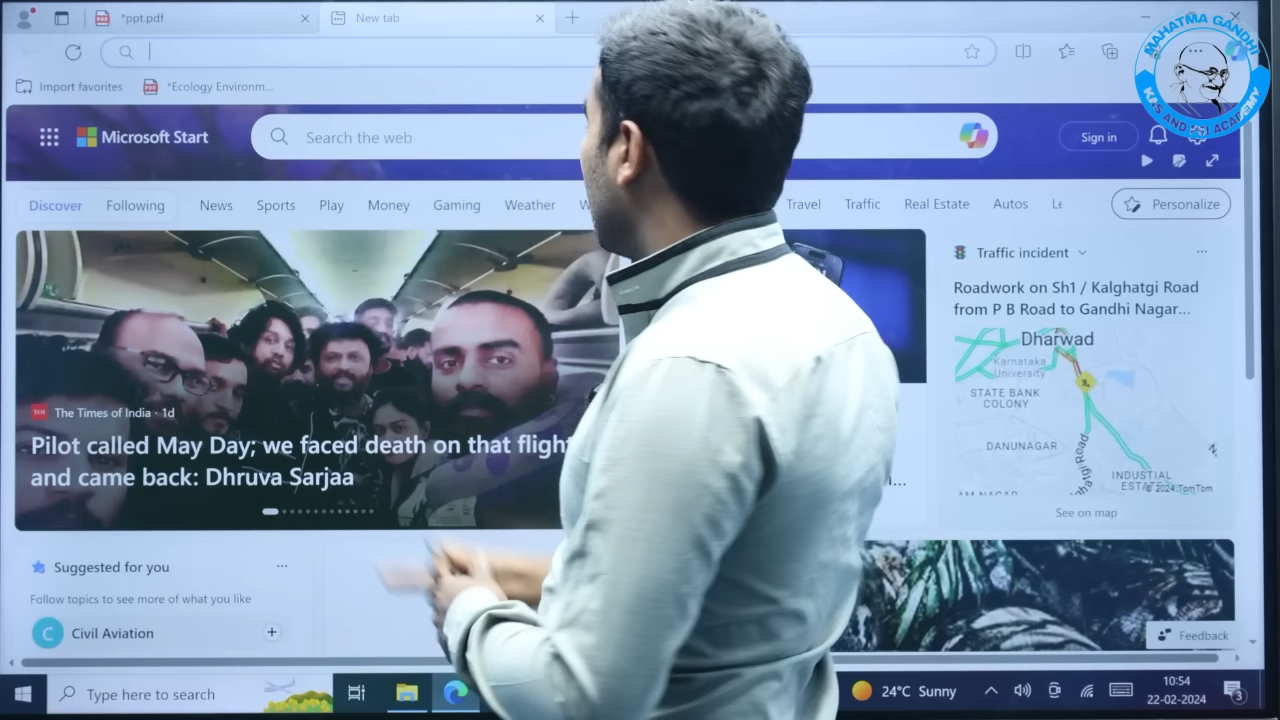 *ppt.pdf
New tab
Import favorites
*Ecology Environm...
MAHATMA GANDHI
KAS AND ACADEMY
Microsoft Start
Search the web
Sign in
Discover
Following
News
Sports
Play
Money
Gaming
Weather
Travel
Traffic
Real Estate
Autos
Personalize
The Times of India · 1d
Pilot called May Day; we faced death on that flight
and came back: Dhruva Sarjaa
Traffic incident
Roadwork on Sh1 / Kalghatgi Road
from P B Road to Gandhi Nagar...
Dharwad
Karnataka
University
STATE BANK
COLONY
DANUNAGAR
INDUSTIAL
© 2024 TomTom
See on map
Suggested for you
Follow topics to see more of what you like
C
Civil Aviation
Feedback
Type here to search
24°C Sunny
10:54
22-02-2024
3